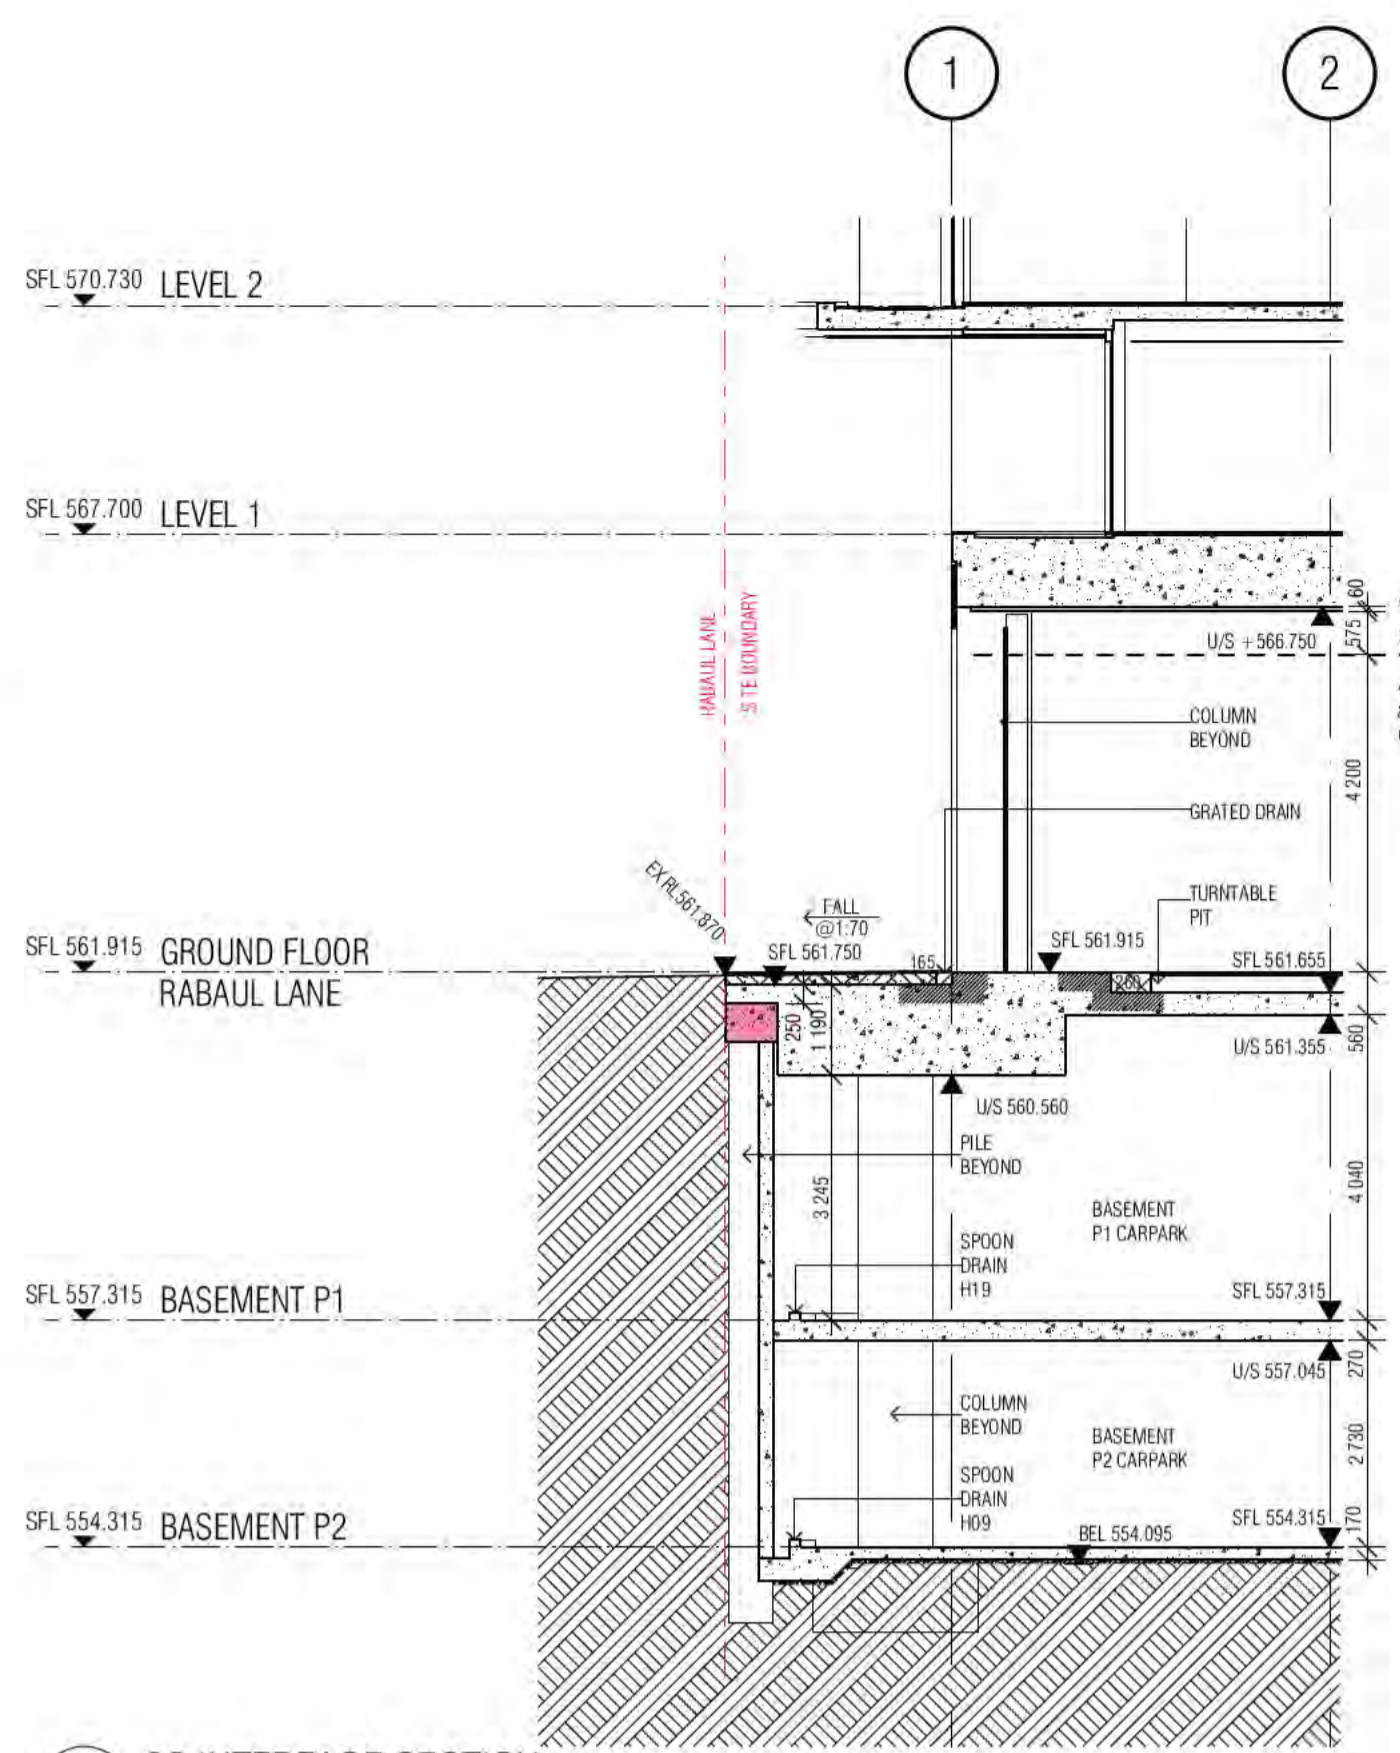 1
2
SFL 570.730 LEVEL 2
SFL 567.700 LEVEL 1
60
575
U/S + 566.750
RABAUL LANE
S TE BOUNDARY
COLUMN
BEYOND
4 200
GRATED DRAIN
EX RL561.870
TURNTABLE
PIT
FALL
@1:70
SFL 561.750
165
SFL 561.915
SFL 561.655
SFL 561.915 GROUND FLOOR
RABAUL LANE
260
250
1 190
U/S 561.355
560
U/S 560.560
PILE
BEYOND
3 245
4 040
BASEMENT
P1 CARPARK
SPOON
DRAIN
H19
SFL 557.315 BASEMENT P1
SFL 557.315
U/S 557.045
270
COLUMN
BEYOND
BASEMENT
P2 CARPARK
2 730
SPOON
DRAIN
H09
SFL 554.315 BASEMENT P2
BEL 554.095
SFL 554.315
170